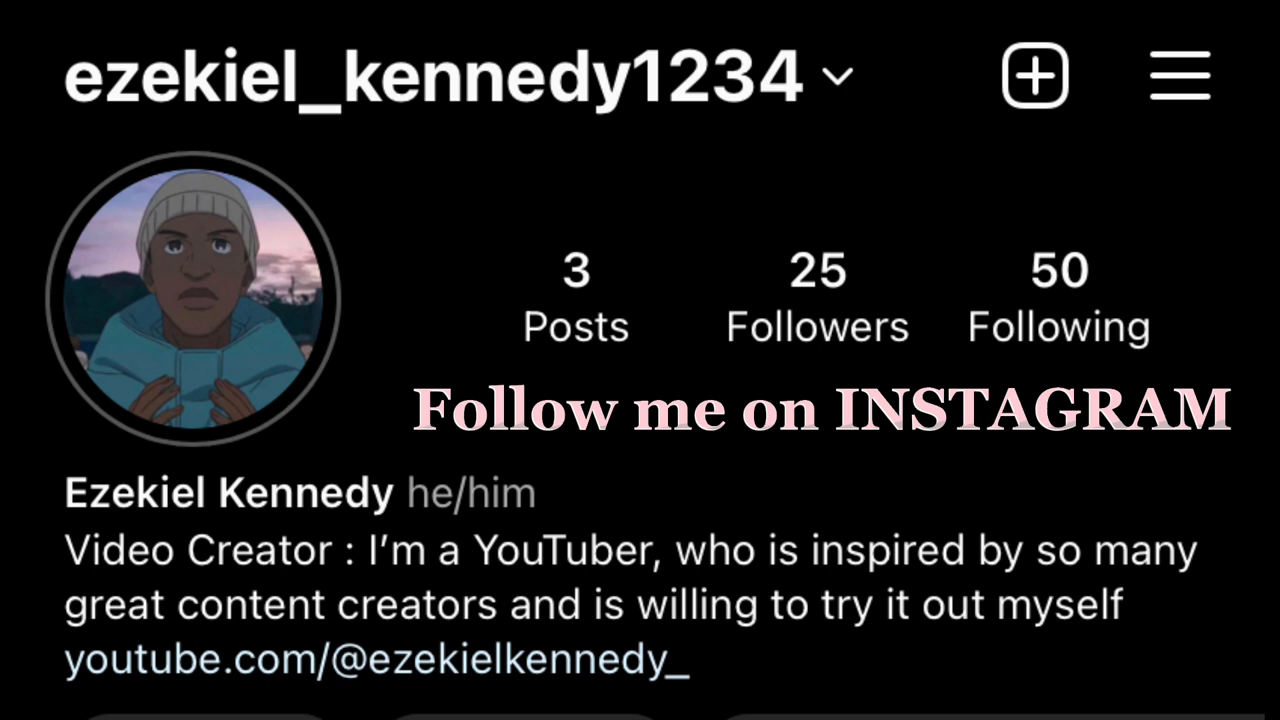 ezekiel_kennedy1234
3 25 50
Posts Followers Following
Follow me on INSTAGRAM
Ezekiel Kennedy he/him
Video Creator : I’m a YouTuber, who is inspired by so many
great content creators and is willing to try it out myself
youtube.com/@ezekielkennedy_